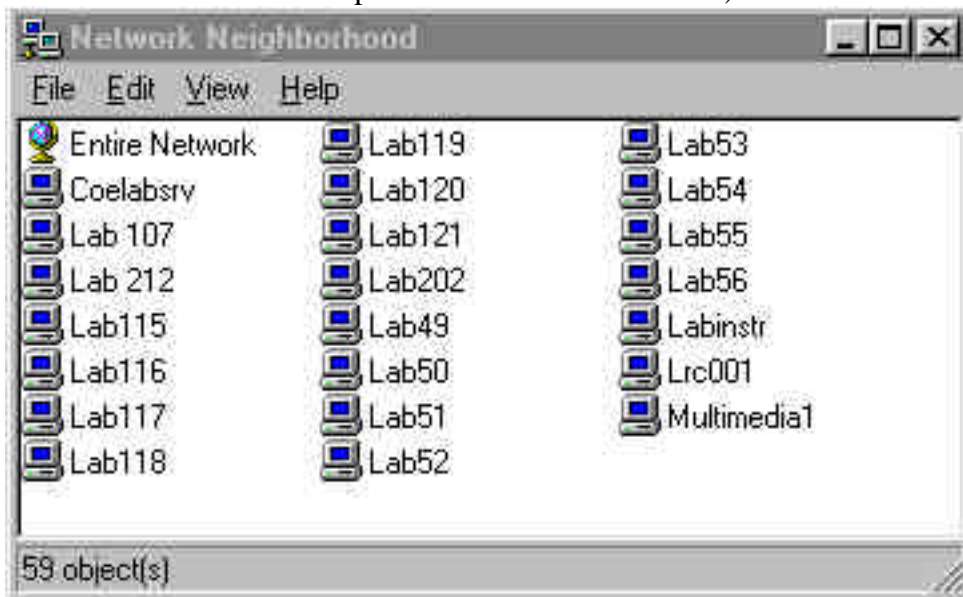 Network Neighborhood
File Edit View Help
Entire Network
Coelabsrv
Lab 107
Lab 212
Lab115
Lab116
Lab117
Lab118
Lab119
Lab120
Lab121
Lab202
Lab49
Lab50
Lab51
Lab52
Lab53
Lab54
Lab55
Lab56
Labinstr
Lrc001
Multimedia1
59 object(s)